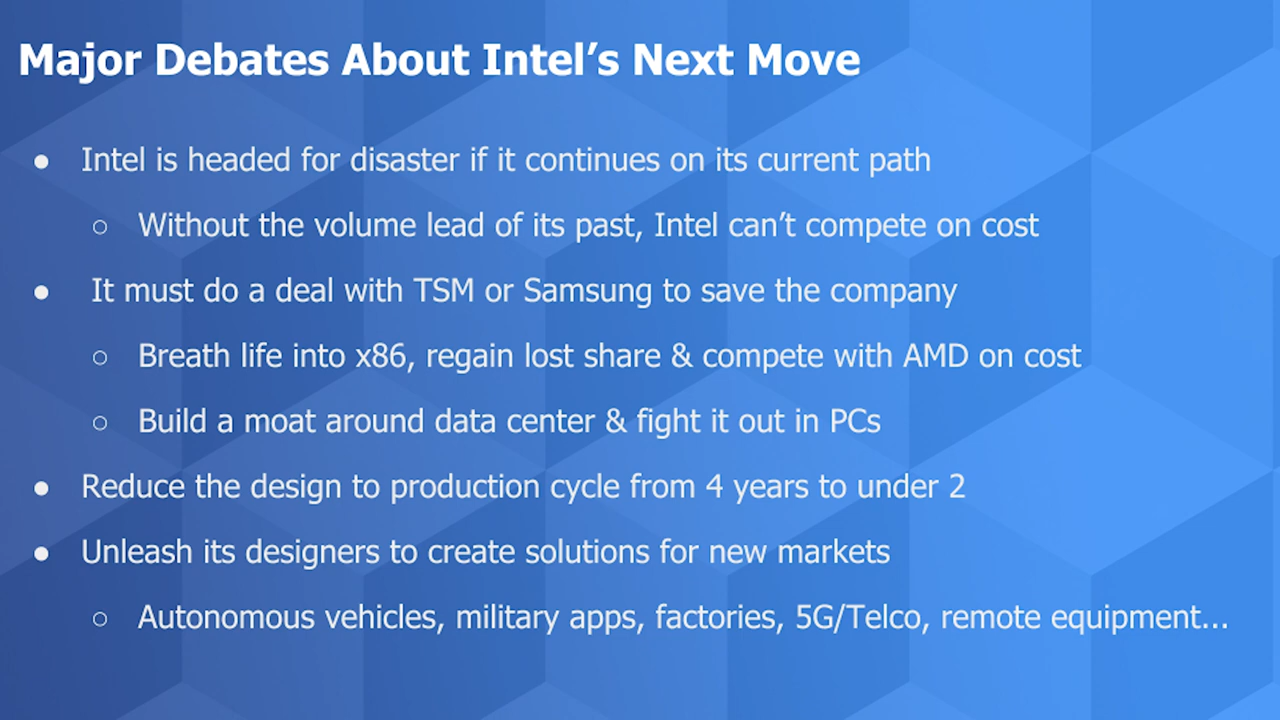 Major Debates About Intel’s Next Move
● Intel is headed for disaster if it continues on its current path
○ Without the volume lead of its past, Intel can’t compete on cost
● It must do a deal with TSM or Samsung to save the company
○ Breath life into x86, regain lost share & compete with AMD on cost
○ Build a moat around data center & fight it out in PCs
● Reduce the design to production cycle from 4 years to under 2
● Unleash its designers to create solutions for new markets
○ Autonomous vehicles, military apps, factories, 5G/Telco, remote equipment...